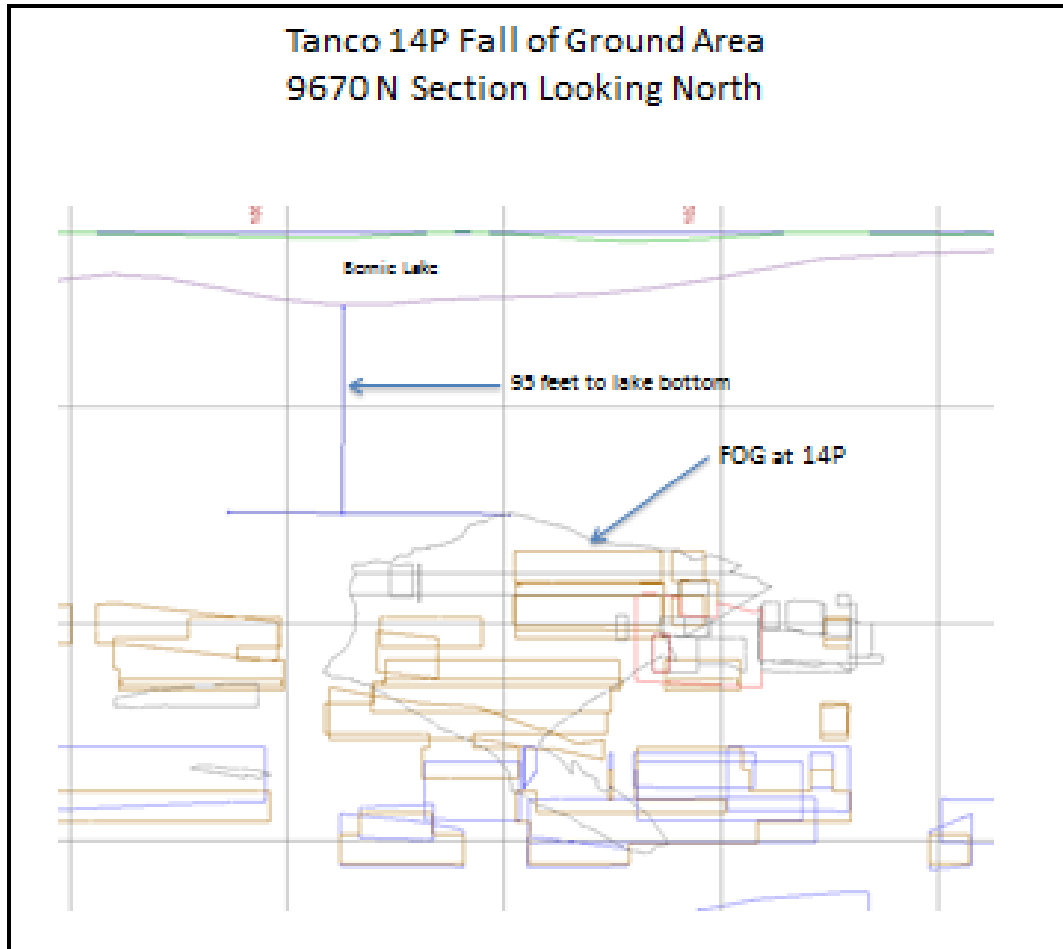 Tanco 14P Fall of Ground Area
9670 N Section Looking North
Bernic Lake
95 feet to lake bottom
FOG at 14P